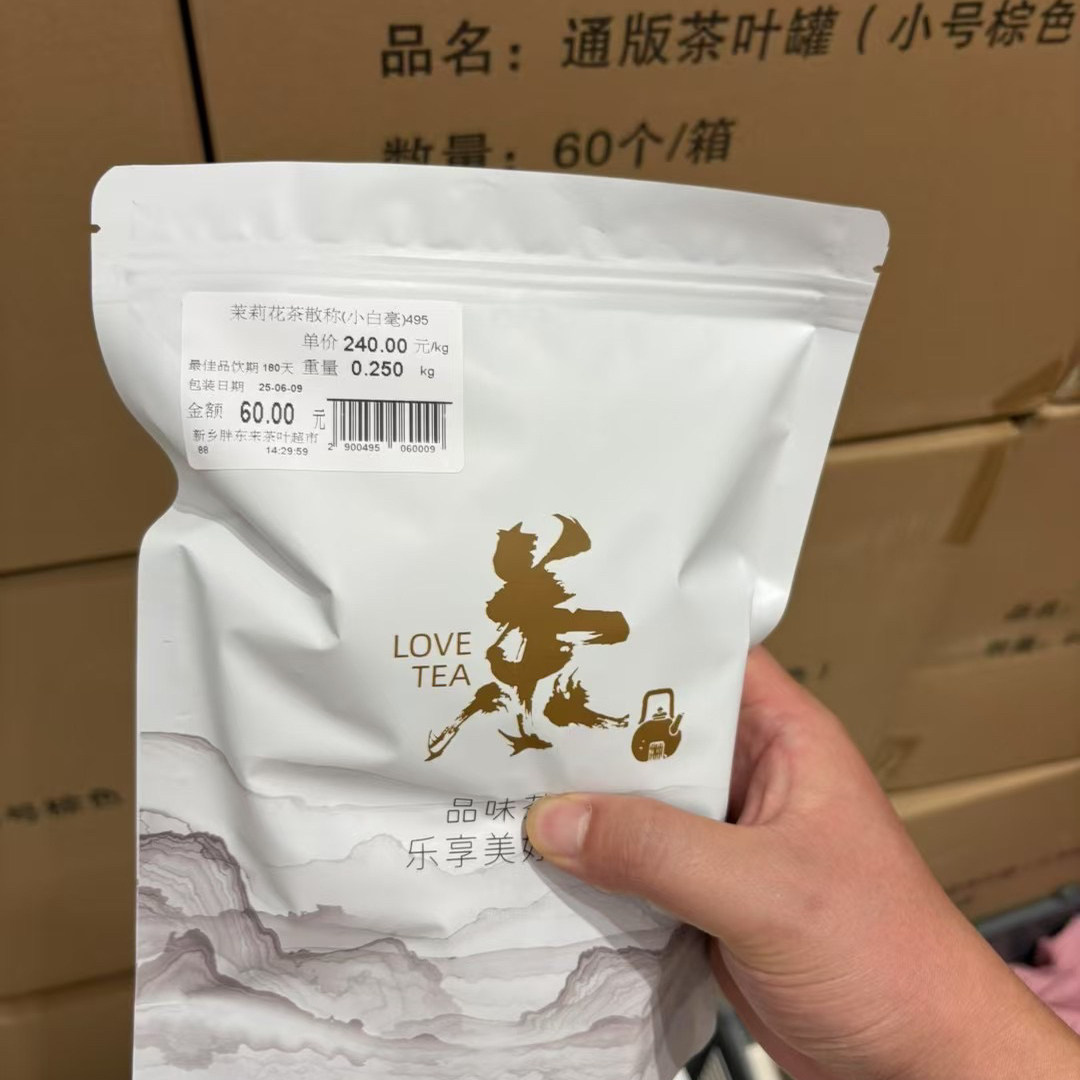 品名：通版茶叶罐（小号棕色
数量：60个/箱
茉莉花茶散称(小白毫)495
单价 240.00 元/kg
最佳品饮期 180天 重量 0.250 kg
包装日期 25-06-09
金额 60.00 元
新乡胖东来茶叶超市
88 14:29:59
2 900495 060009
茶
LOVE
TEA
品味茶
乐享美好
号棕色